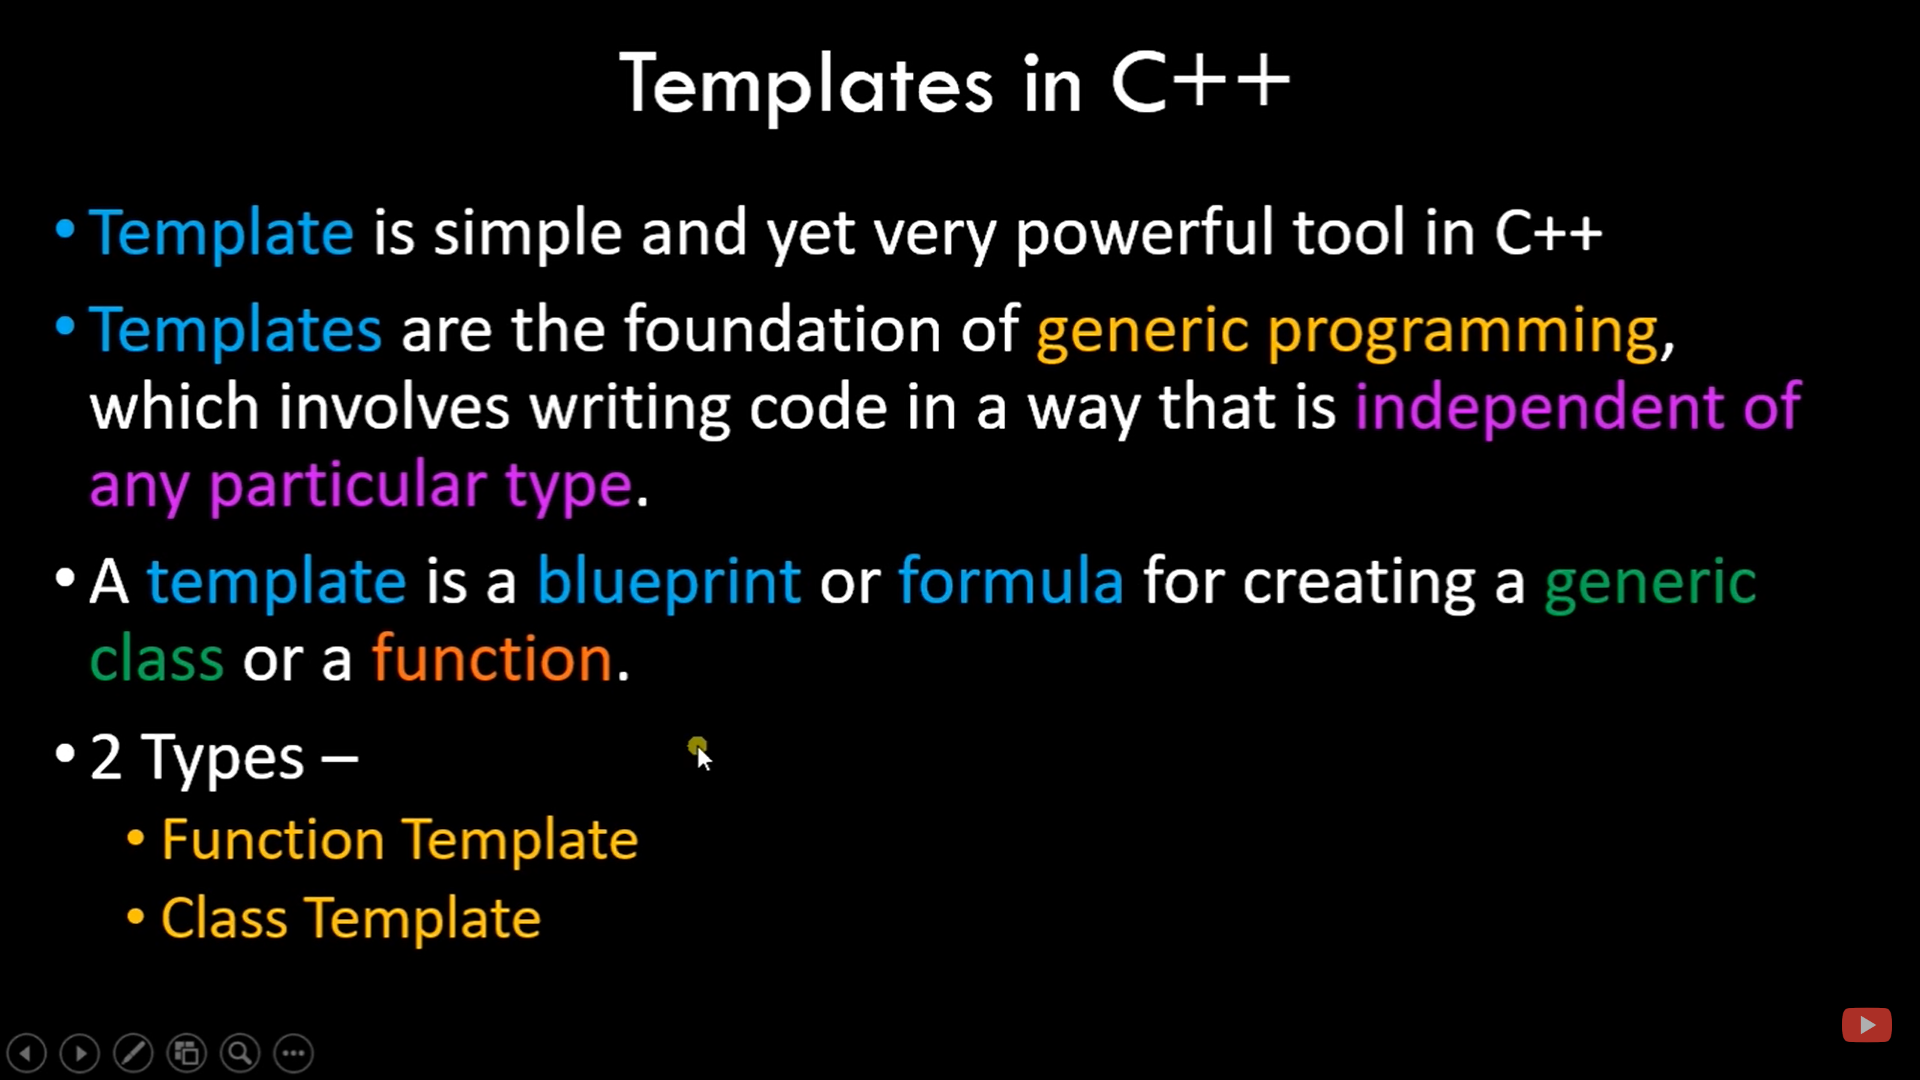 Templates in C++
• Template is simple and yet very powerful tool in C++
• Templates are the foundation of generic programming,
which involves writing code in a way that is independent of
any particular type.
• A template is a blueprint or formula for creating a generic
class or a function.
• 2 Types –
• Function Template
• Class Template